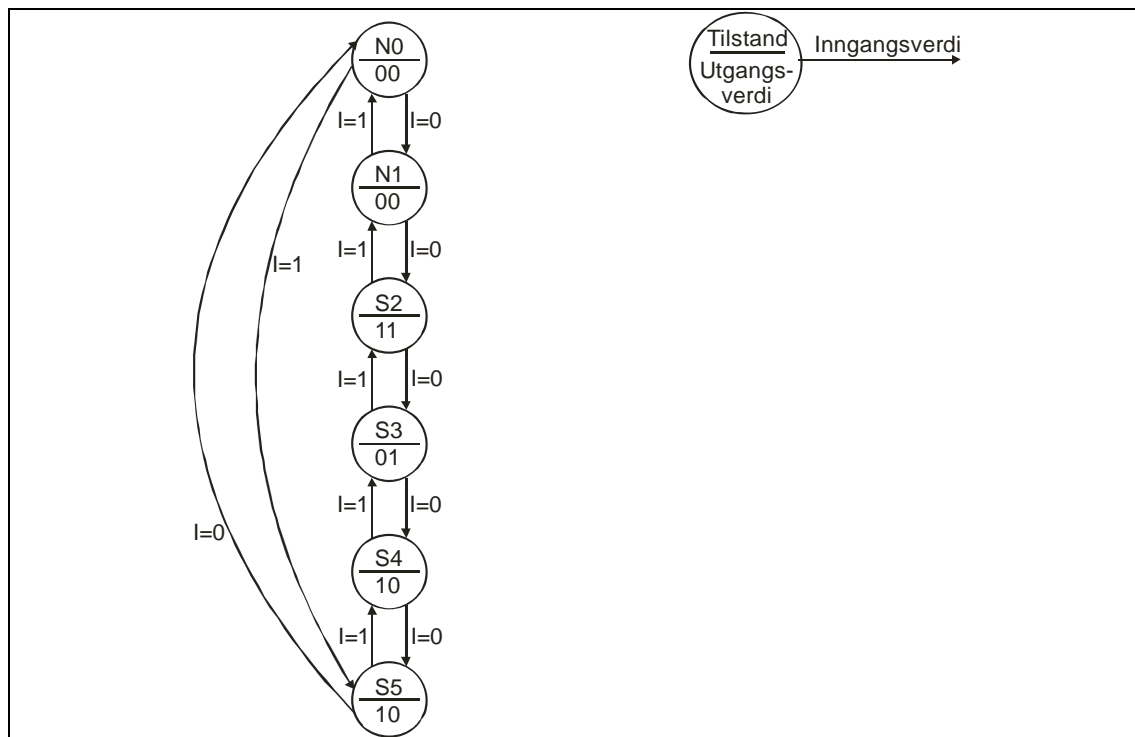 N0
00
I=1
I=0
N1
00
I=1
I=0
S2
11
I=1
I=0
S3
01
I=1
I=0
S4
10
I=1
I=0
S5
10
I=1
I=0
Tilstand
Utgangs-
verdi
Inngangsverdi